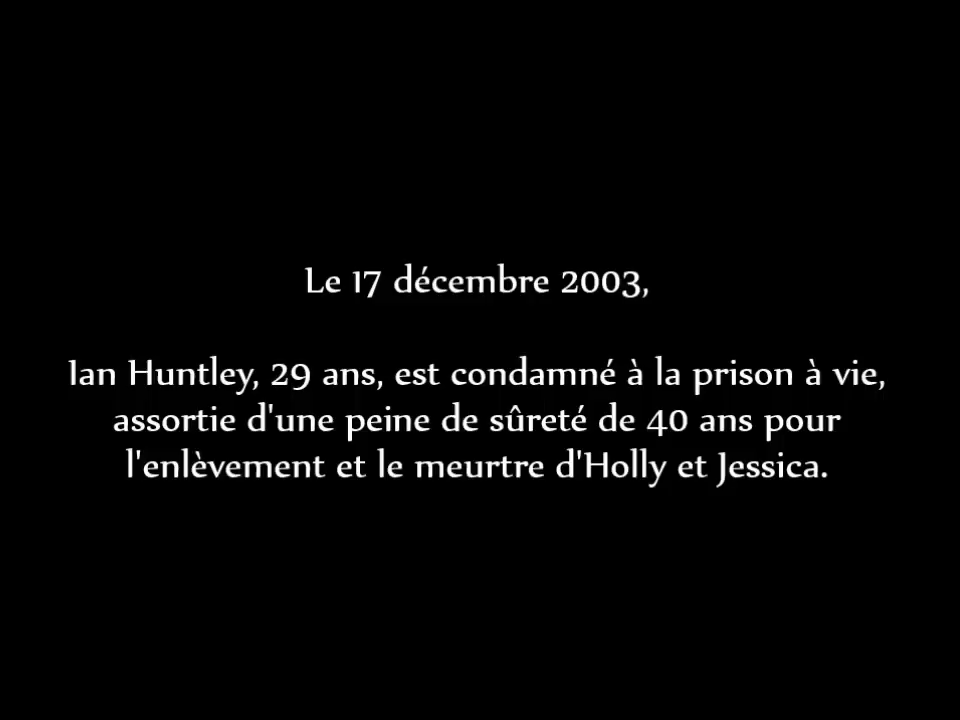 Le 17 décembre 2003,
Ian Huntley, 29 ans, est condamné à la prison à vie,
assortie d'une peine de sûreté de 40 ans pour
l'enlèvement et le meurtre d'Holly et Jessica.